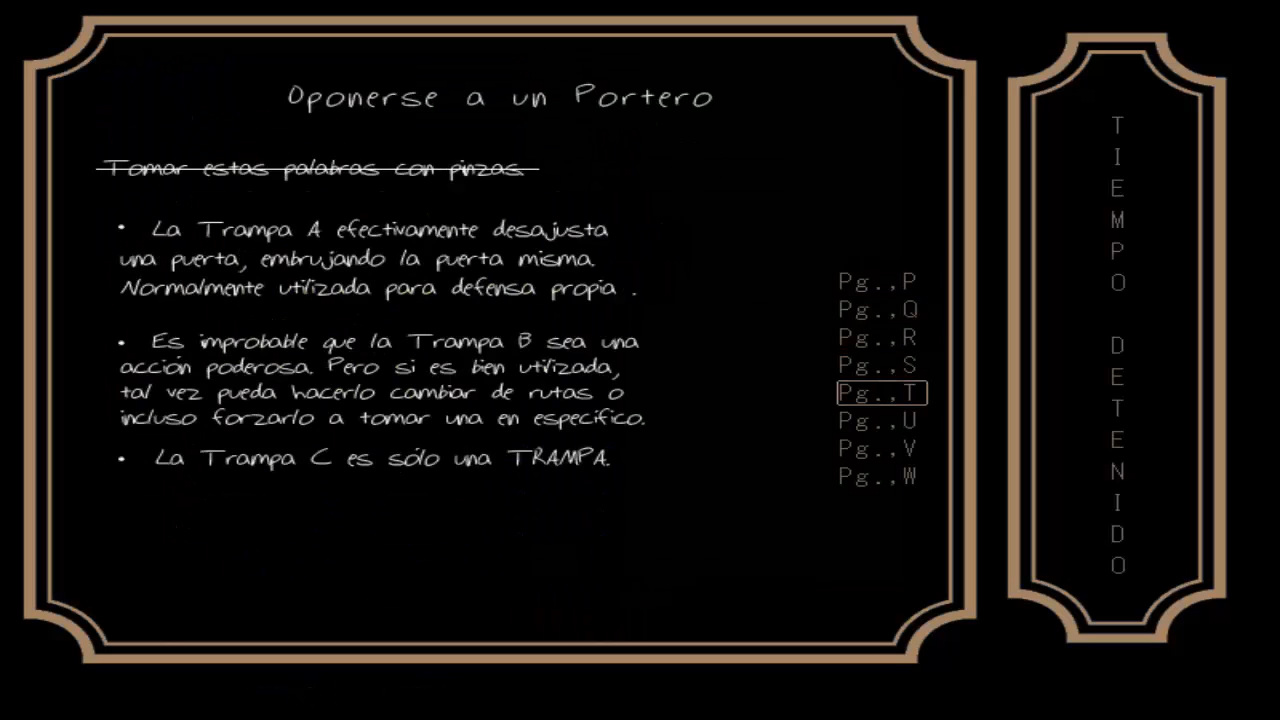 Oponerse a un Portero
Tomar estas palabras con pinzas
• La Trampa A efectivamente desajusta
una puerta, embrujando la puerta misma.
Normalmente utilizada para defensa propia .
• Es improbable que la Trampa B sea una
acción poderosa. Pero si es bien utilizada,
tal vez pueda hacerlo cambiar de rutas o
incluso forzarlo a tomar una en específico.
• La Trampa C es sólo una TRAMPA.
Pg.,P
Pg.,Q
Pg.,R
Pg.,S
Pg.,T
Pg.,U
Pg.,V
Pg.,W
TIEMPO DETENIDO